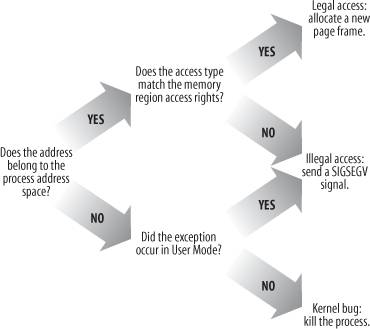 Legal access:
allocate a new
page frame.
YES
Does the access type
match the memory
region access rights?
YES
NO
Does the address
belong to the
process address
space?
Illegal access:
send a SIGSEGV
signal.
YES
NO
Did the exception
occur in User Mode?
NO
Kernel bug:
kill the process.